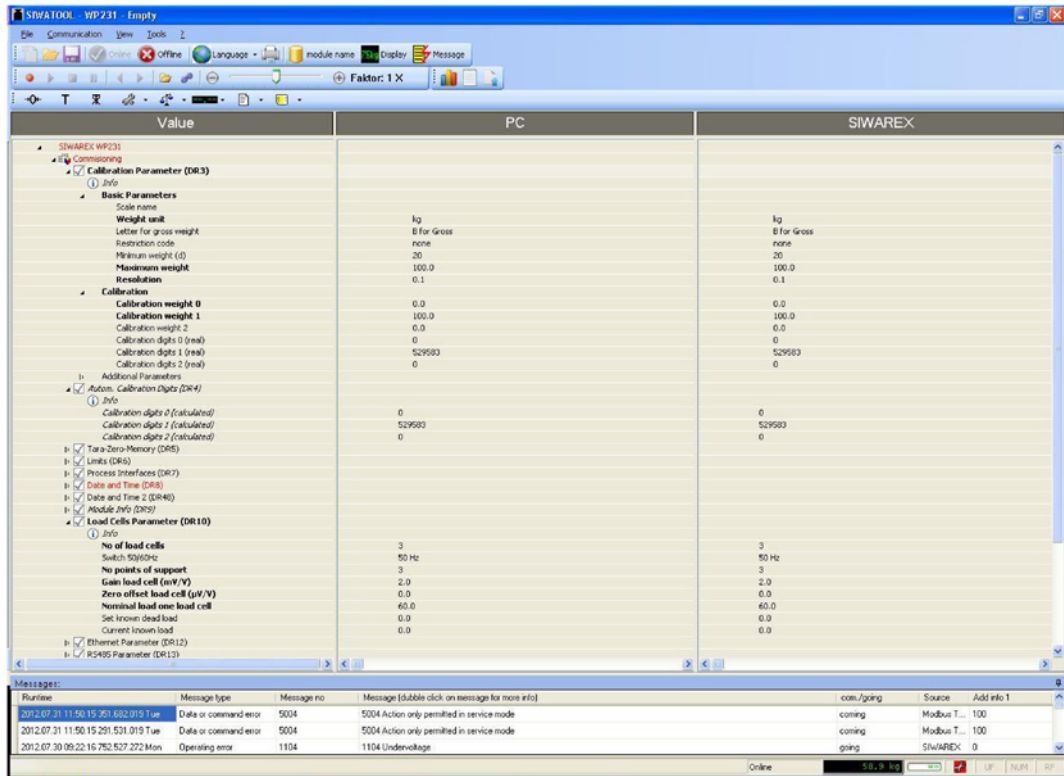 SIWATOOL - WP231 - Empty
File Communication View Tools ?
Online Offline Language module name Display Message
Faktor: 1 X
T
Value PC SIWAREX
SIWAREX WP231
Commisioning
Calibration Parameter (DR3)
Info
Basic Parameters
Scale name
Weight unit kg kg
Letter for gross weight B for Gross B for Gross
Restriction code none none
Minimum weight (d) 20 20
Maximum weight 100.0 100.0
Resolution 0.1 0.1
Calibration
Calibration weight 0 0.0 0.0
Calibration weight 1 100.0 100.0
Calibration weight 2 0.0 0.0
Calibration digits 0 (real) 0 0
Calibration digits 1 (real) 529583 529583
Calibration digits 2 (real) 0 0
Additional Parameters
Autom. Calibration Digits (DR4)
Info
Calibration digits 0 (calculated) 0 0
Calibration digits 1 (calculated) 529583 529583
Calibration digits 2 (calculated) 0 0
Tara-Zero-Memory (DR5)
Limits (DR6)
Process Interfaces (DR7)
Date and Time (DR8)
Date and Time 2 (DR48)
Module Info (DR9)
Load Cells Parameter (DR10)
Info
No of load cells 3 3
Switch 50/60Hz 50 Hz 50 Hz
No points of support 3 3
Gain load cell (mV/V) 2.0 2.0
Zero offset load cell (µV/V) 0.0 0.0
Nominal load one load cell 60.0 60.0
Set known dead load 0.0 0.0
Current known load 0.0 0.0
Ethernet Parameter (DR12)
RS485 Parameter (DR13)
Messages:
Runtime Message type Message no Message (dubble click on message for more info) com./going Source Add info 1
2012.07.31 11:50:15 351.682.019 Tue Data or command error 5004 5004 Action only permitted in service mode coming Modbus T... 100
2012.07.31 11:50:15 291.531.019 Tue Data or command error 5004 5004 Action only permitted in service mode coming Modbus T... 100
2012.07.30 09:22:16 752.527.272 Mon Operating error 1104 1104 Undervoltage going SIWAREX 0
Online 58.9 kg UF NUM RF